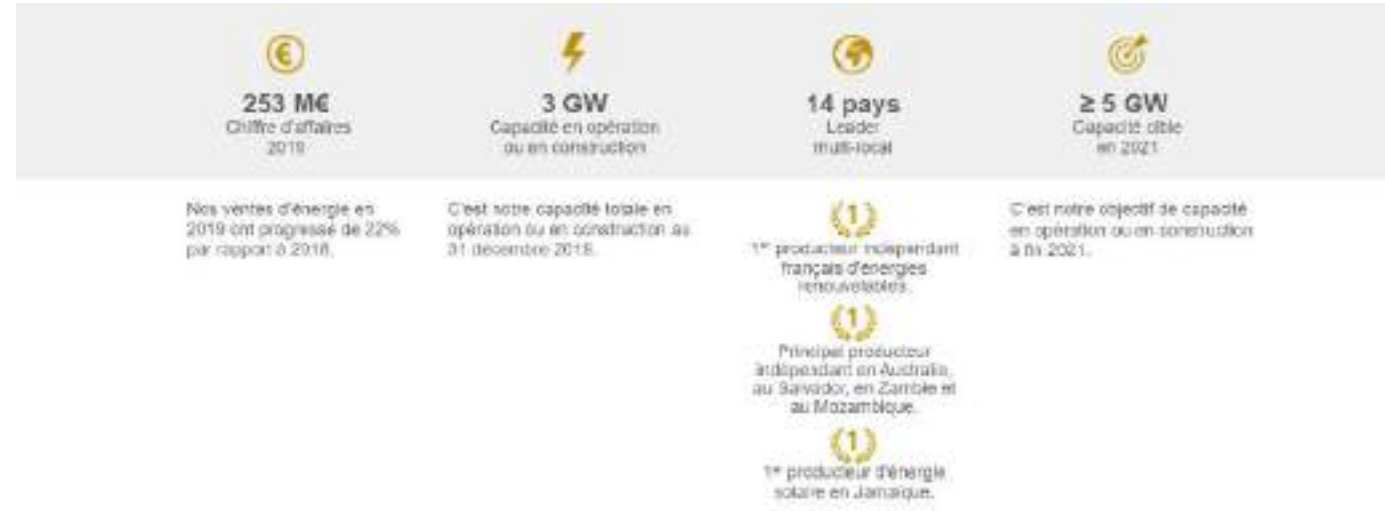 €
253 M€
Chiffre d'affaires
2019
3 GW
Capacité en opération
ou en construction
14 pays
Leader
multi-local
≥ 5 GW
Capacité cible
en 2021
Nos ventes d'énergie en
2019 ont progressé de 22%
par rapport à 2018.
C'est notre capacité totale en
opération ou en construction au
31 décembre
1
1er producteur indépendant
français d'énergies
renouvelables.
1
Principal producteur
indépendant en Australie,
au Salvador, en Zambie et
au Mozambique.
1
1er producteur d'énergie
solaire en Jamaïque.
C'est notre objectif de capacité
en opération ou en construction
à fin 2021.